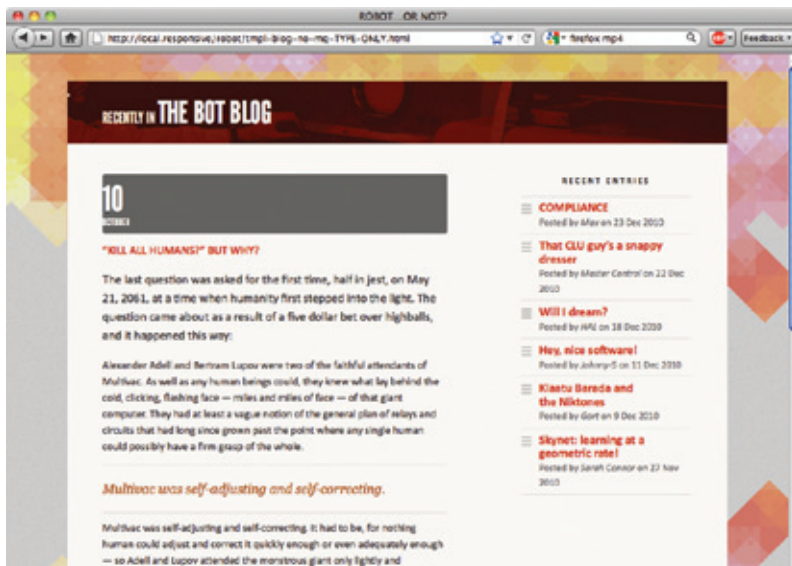 ROBOT...OR NOT?
http://local.responsive/robot/tmpl-blog-no-mq-TYPE-ONLY.html
firefox mp4
ABP
Feedback
RECENTLY IN THE BOT BLOG
10
OCTOBER
"KILL ALL HUMANS?" BUT WHY?
The last question was asked for the first time, half in jest, on May
21, 2061, at a time when humanity first stepped into the light. The
question came about as a result of a five dollar bet over highballs,
and it happened this way:
Alexander Adell and Bertram Lupov were two of the faithful attendants of
Multivac. As well as any human beings could, they knew what lay behind the
cold, clicking, flashing face — miles and miles of face — of that giant
computer. They had at least a vague notion of the general plan of relays and
circuits that had long since grown past the point where any single human
could possibly have a firm grasp of the whole.
Multivac was self-adjusting and self-correcting.
Multivac was self-adjusting and self-correcting. It had to be, for nothing
human could adjust and correct it quickly enough or even adequately enough
— so Adell and Lupov attended the monstrous giant only lightly and
RECENT ENTRIES
COMPLIANCE
Posted by Max on 23 Dec 2010
That CLU guy's a snappy
dresser
Posted by Master Control on 22 Dec
2010
Will I dream?
Posted by HAL on 18 Dec 2010
Hey, nice software!
Posted by Johnny-5 on 11 Dec 2010
Klaatu Barada and
the Niktones
Posted by Gort on 9 Dec 2010
Skynet: learning at a
geometric rate!
Posted by Sarah Connor on 27 Nov
2010